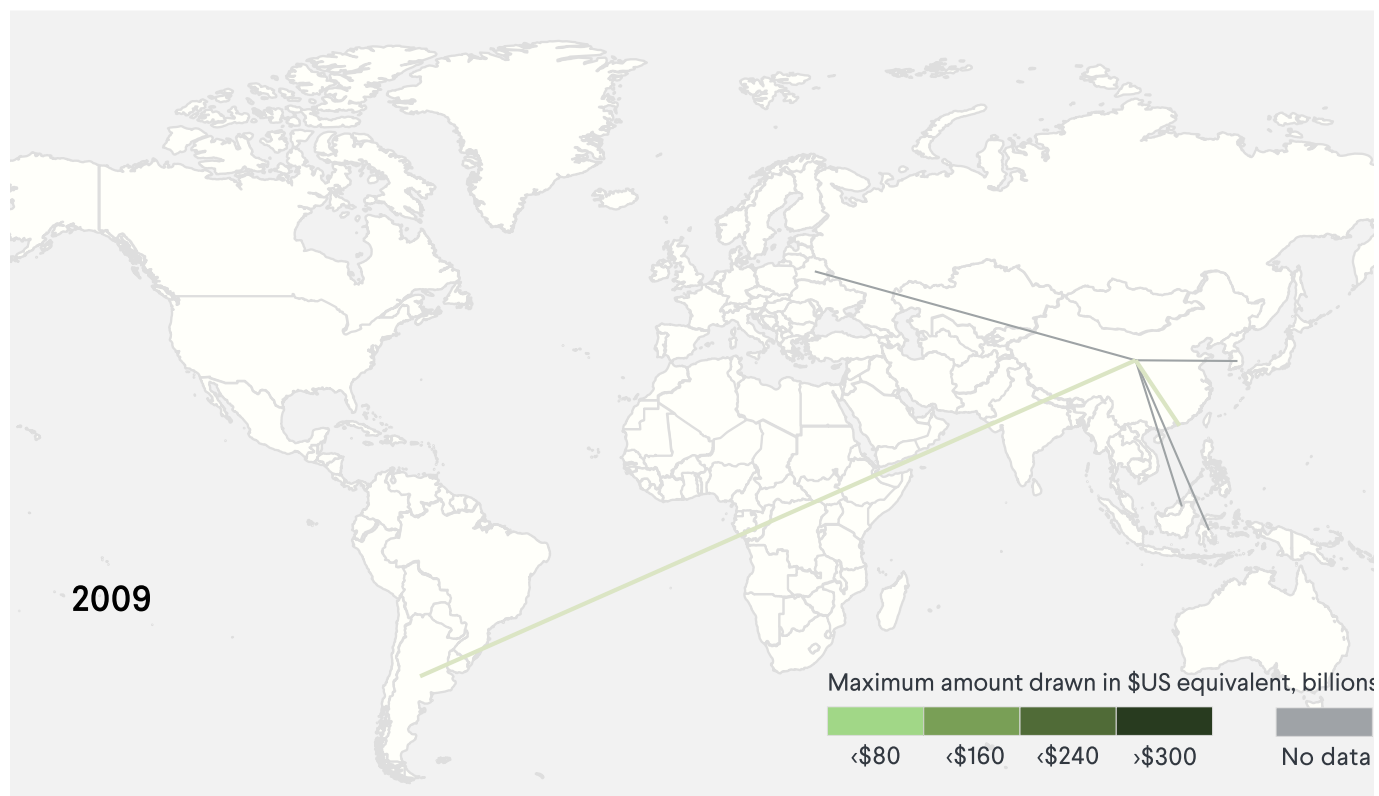 2009
Maximum amount drawn in $US equivalent, billions
<$80 <$160 <$240 >$300 No data